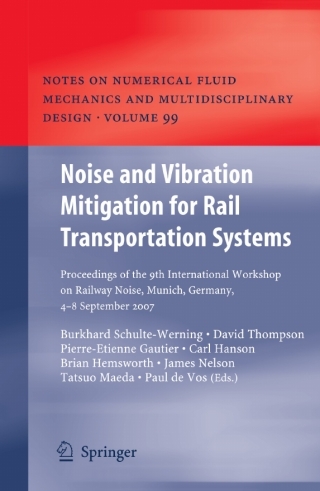 NOTES ON NUMERICAL FLUID
MECHANICS AND MULTIDISCIPLINARY
DESIGN · VOLUME 99
Noise and Vibration
Mitigation for Rail
Transportation Systems
Proceedings of the 9th International Workshop
on Railway Noise, Munich, Germany,
4–8 September 2007
Burkhard Schulte-Werning · David Thompson
Pierre-Etienne Gautier · Carl Hanson
Brian Hemsworth · James Nelson
Tatsuo Maeda · Paul de Vos (Eds.)
Springer